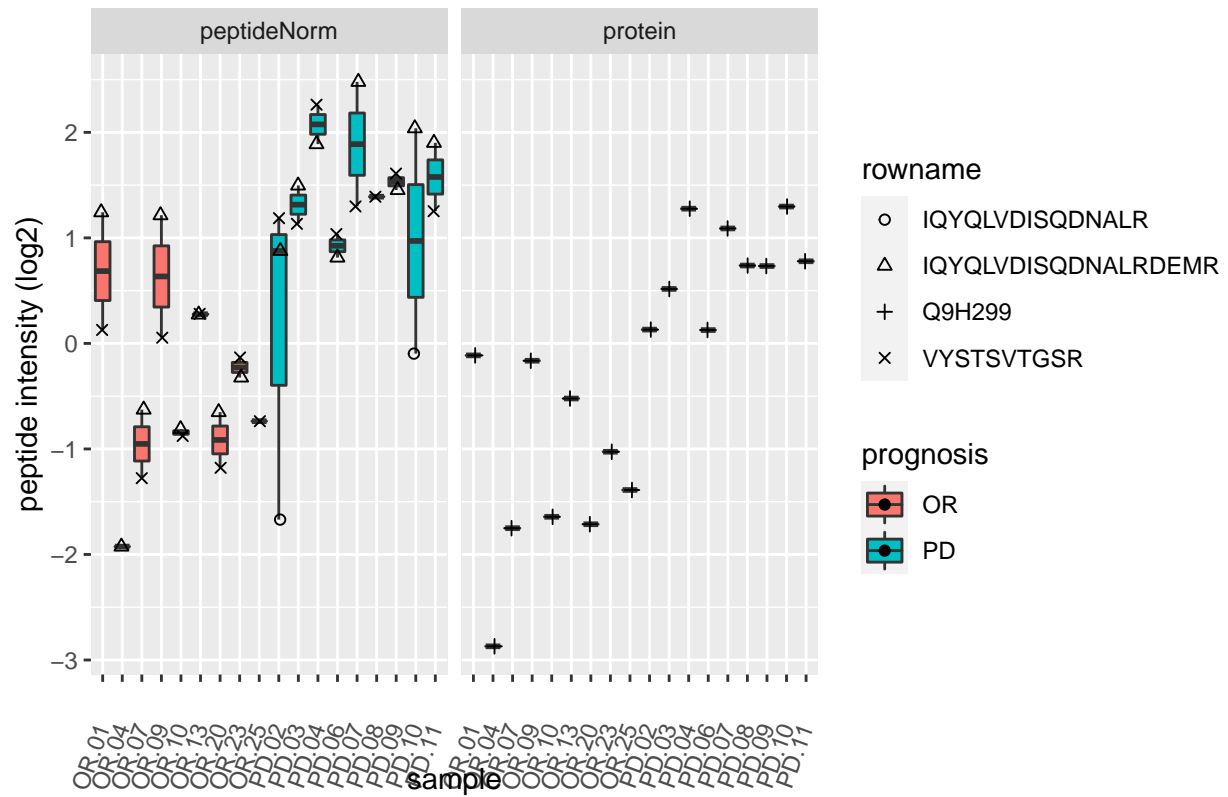 peptideNorm
protein
peptide intensity (log2)
2
1
0
−1
−2
−3
OR.01
OR.04
OR.07
OR.09
OR.10
OR.13
OR.20
OR.23
OR.25
PD.02
PD.03
PD.04
PD.06
PD.07
PD.08
PD.09
PD.10
PD.11
OR.01
OR.04
OR.07
OR.09
OR.10
OR.13
OR.20
OR.23
OR.25
PD.02
PD.03
PD.04
PD.06
PD.07
PD.08
PD.09
PD.10
PD.11
sample
rowname
IQYQLVDISQDNALR
IQYQLVDISQDNALRDEMR
Q9H299
VYSTSVTGSR
prognosis
OR
PD